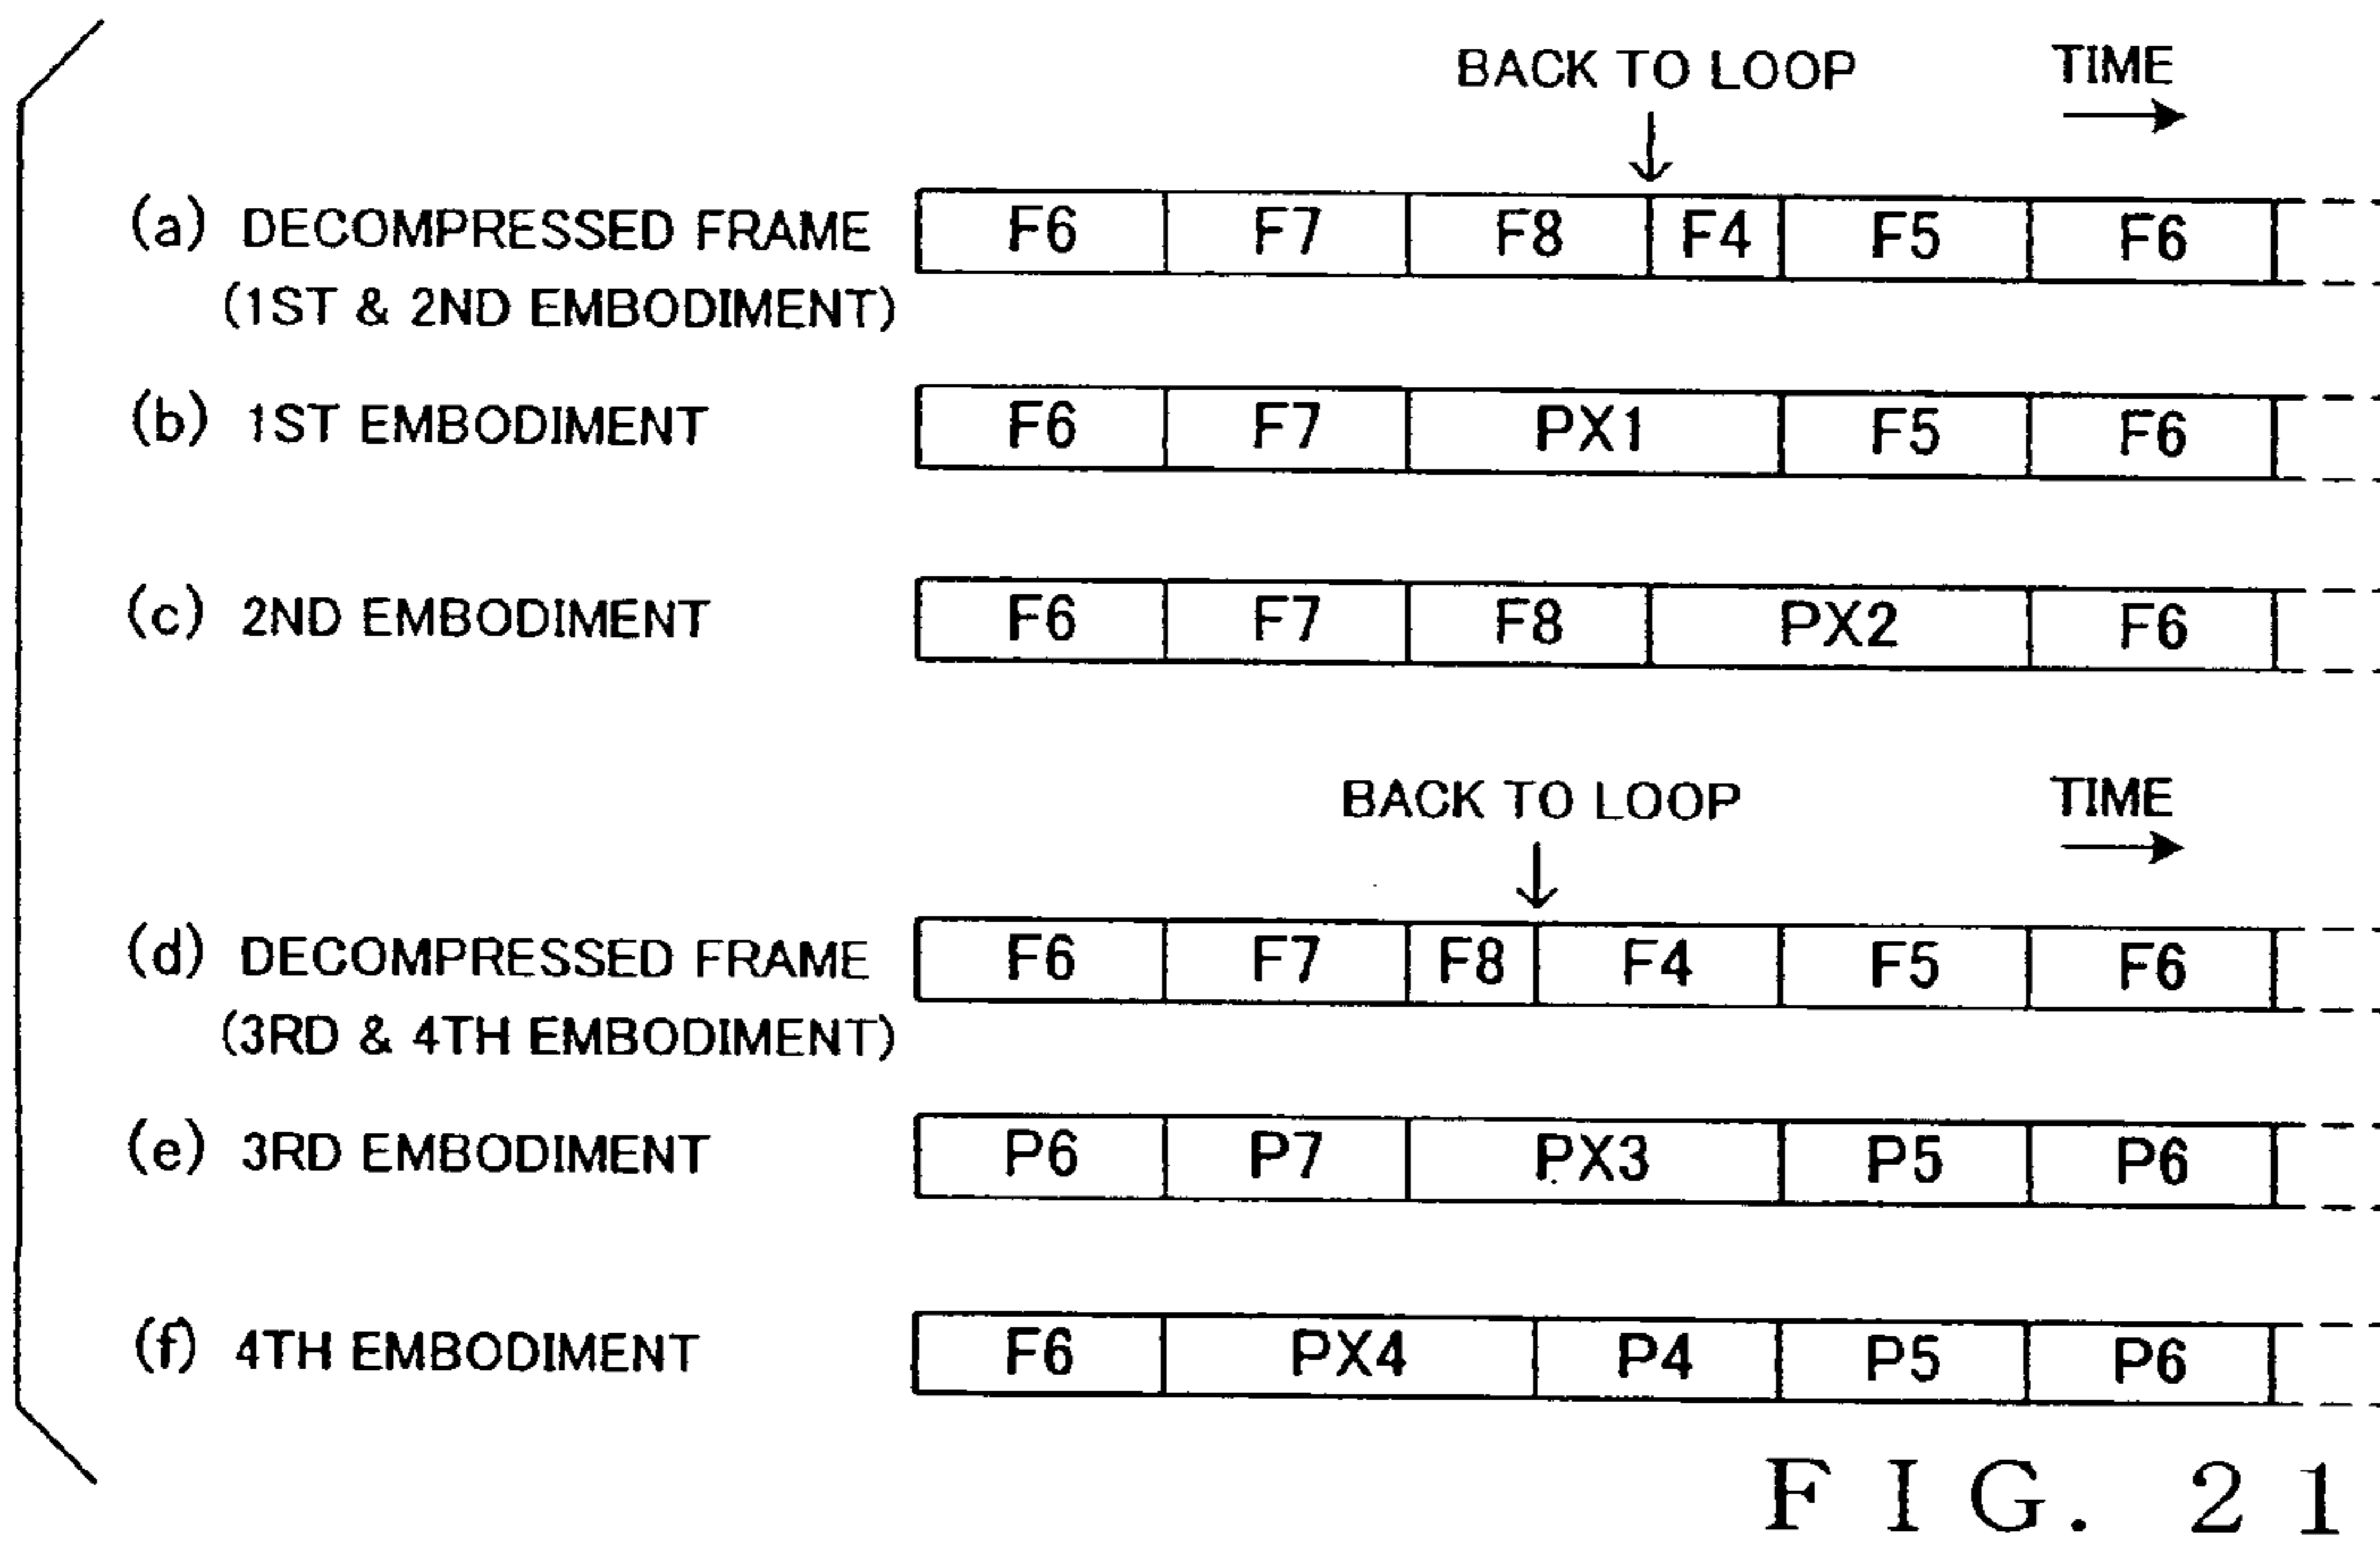 BACK TO LOOP TIME
(a) DECOMPRESSED FRAME F6 F7 F8 F4 F5 F6
(1ST & 2ND EMBODIMENT)
(b) 1ST EMBODIMENT F6 F7 PX1 F5 F6
(c) 2ND EMBODIMENT F6 F7 F8 PX2 F6
BACK TO LOOP TIME
(d) DECOMPRESSED FRAME F6 F7 F8 F4 F5 F6
(3RD & 4TH EMBODIMENT)
(e) 3RD EMBODIMENT P6 P7 PX3 P5 P6
(f) 4TH EMBODIMENT F6 PX4 P4 P5 P6
FIG. 21